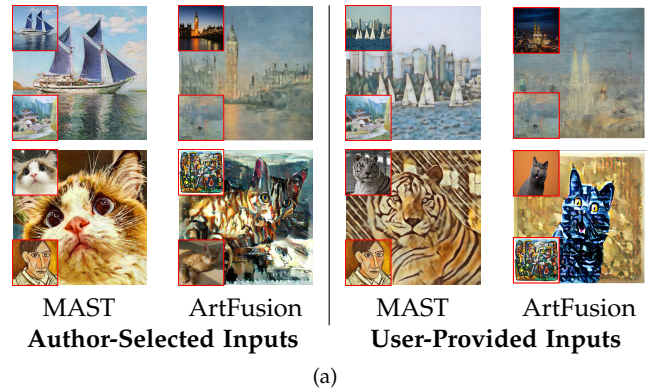 MAST ArtFusion MAST ArtFusion
Author-Selected Inputs User-Provided Inputs
(a)